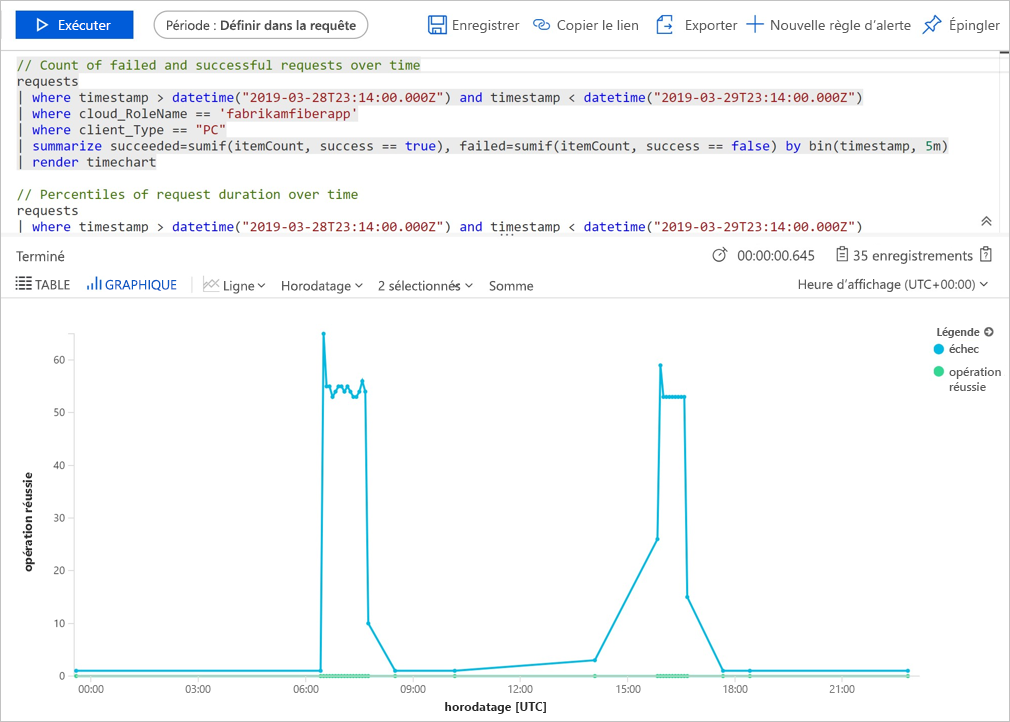 Exécuter
Période : Définir dans la requête
Enregistrer
Copier le lien
Exporter
Nouvelle règle d’alerte
Épingler
// Count of failed and successful requests over time
requests
| where timestamp > datetime("2019-03-28T23:14:00.000Z") and timestamp < datetime("2019-03-29T23:14:00.000Z")
| where cloud_RoleName == 'fabrikamfiberapp'
| where client_Type == "PC"
| summarize succeeded=sumif(itemCount, success == true), failed=sumif(itemCount, success == false) by bin(timestamp, 5m)
| render timechart
// Percentiles of request duration over time
requests
| where timestamp > datetime("2019-03-28T23:14:00.000Z") and timestamp < datetime("2019-03-29T23:14:00.000Z")
Terminé
00:00:00.645
35 enregistrements
TABLE
GRAPHIQUE
Ligne
Horodatage
2 sélectionnés
Somme
Heure d’affichage (UTC+00:00)
Légende
échec
opération
réussie
60
50
40
30
20
10
0
opération réussie
00:00
03:00
06:00
09:00
12:00
15:00
18:00
21:00
horodatage [UTC]